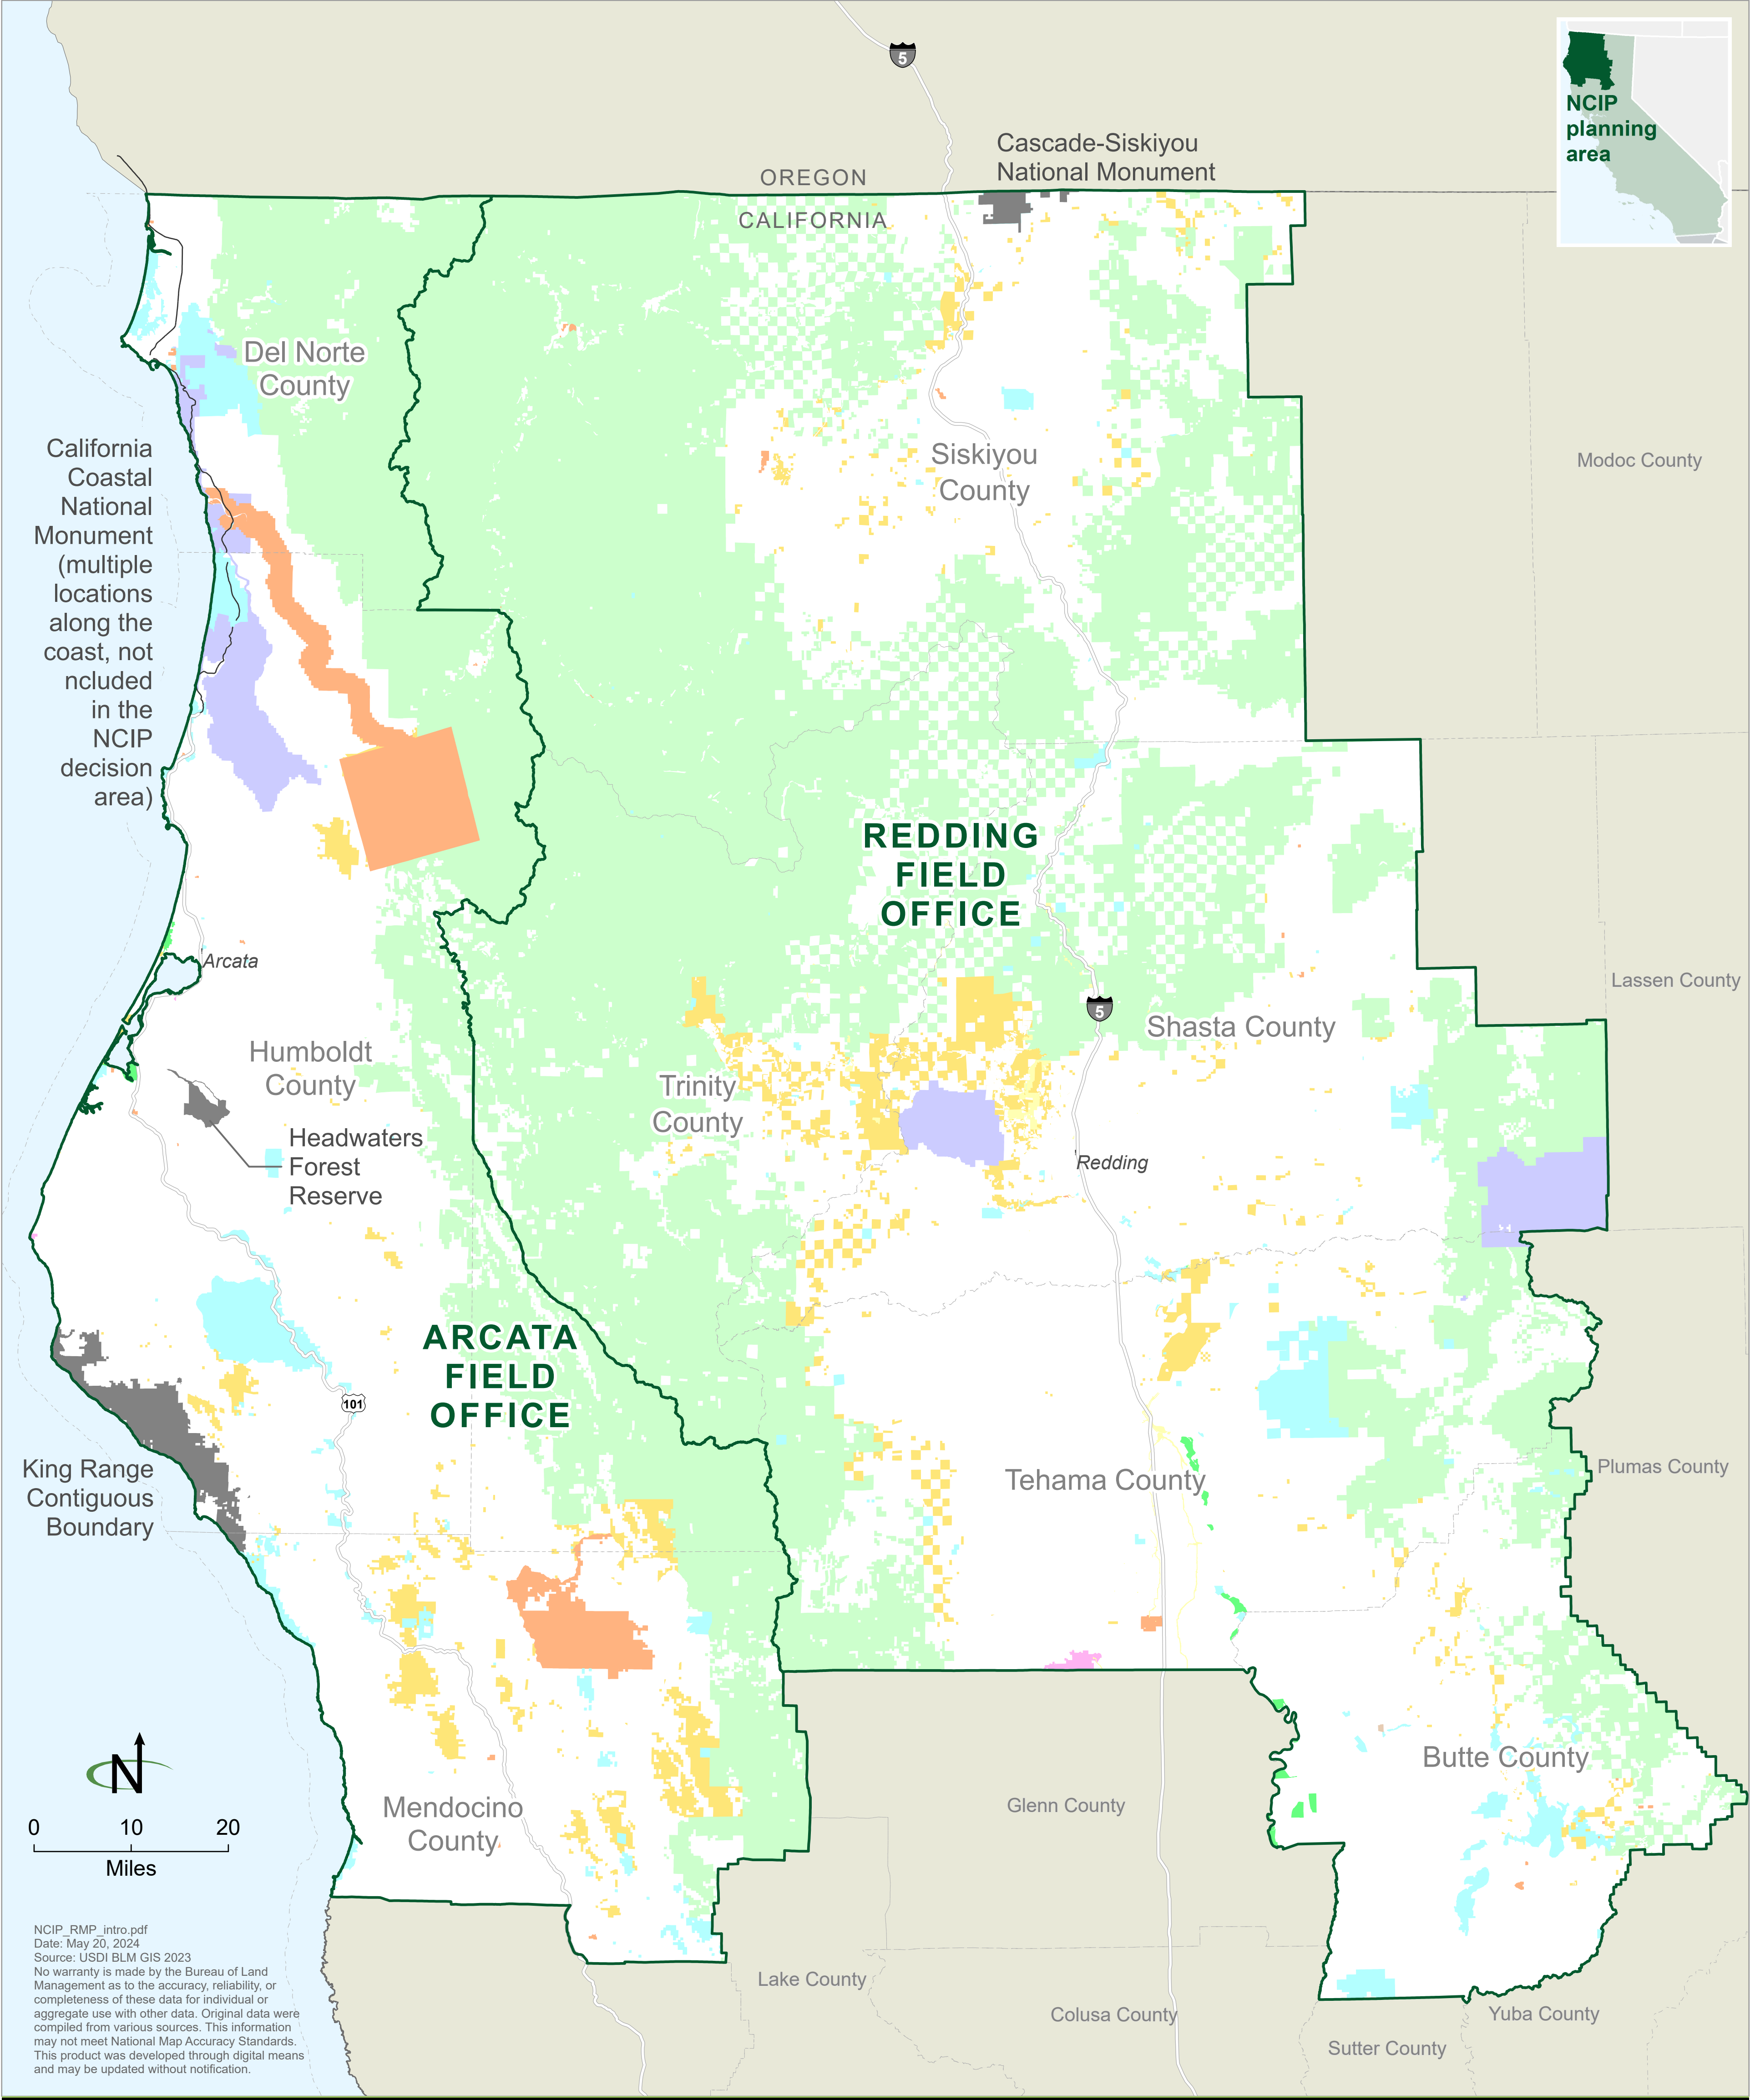 5
NCIP
planning
area
Cascade-Siskiyou
National Monument
OREGON
CALIFORNIA
Del Norte
County
California
Coastal
National
Monument
(multiple
locations
along the
coast, not
ncluded
in the
NCIP
decision
area)
Siskiyou
County
Modoc County
REDDING
FIELD
OFFICE
Arcata
Lassen County
5
Shasta County
Humboldt
County
Trinity
County
Headwaters
Forest
Reserve
Redding
ARCATA
FIELD
OFFICE
101
King Range
Contiguous
Boundary
Tehama County
Plumas County
Butte County
N
Mendocino
County
Glenn County
0 10 20
Miles
Lake County
Colusa County
Yuba County
Sutter County
NCIP_RMP_intro.pdf
Date: May 20, 2024
Source: USDI BLM GIS 2023
No warranty is made by the Bureau of Land
Management as to the accuracy, reliability, or
completeness of these data for individual or
aggregate use with other data. Original data were
compiled from various sources. This information
may not meet National Map Accuracy Standards.
This product was developed through digital means
and may be updated without notification.